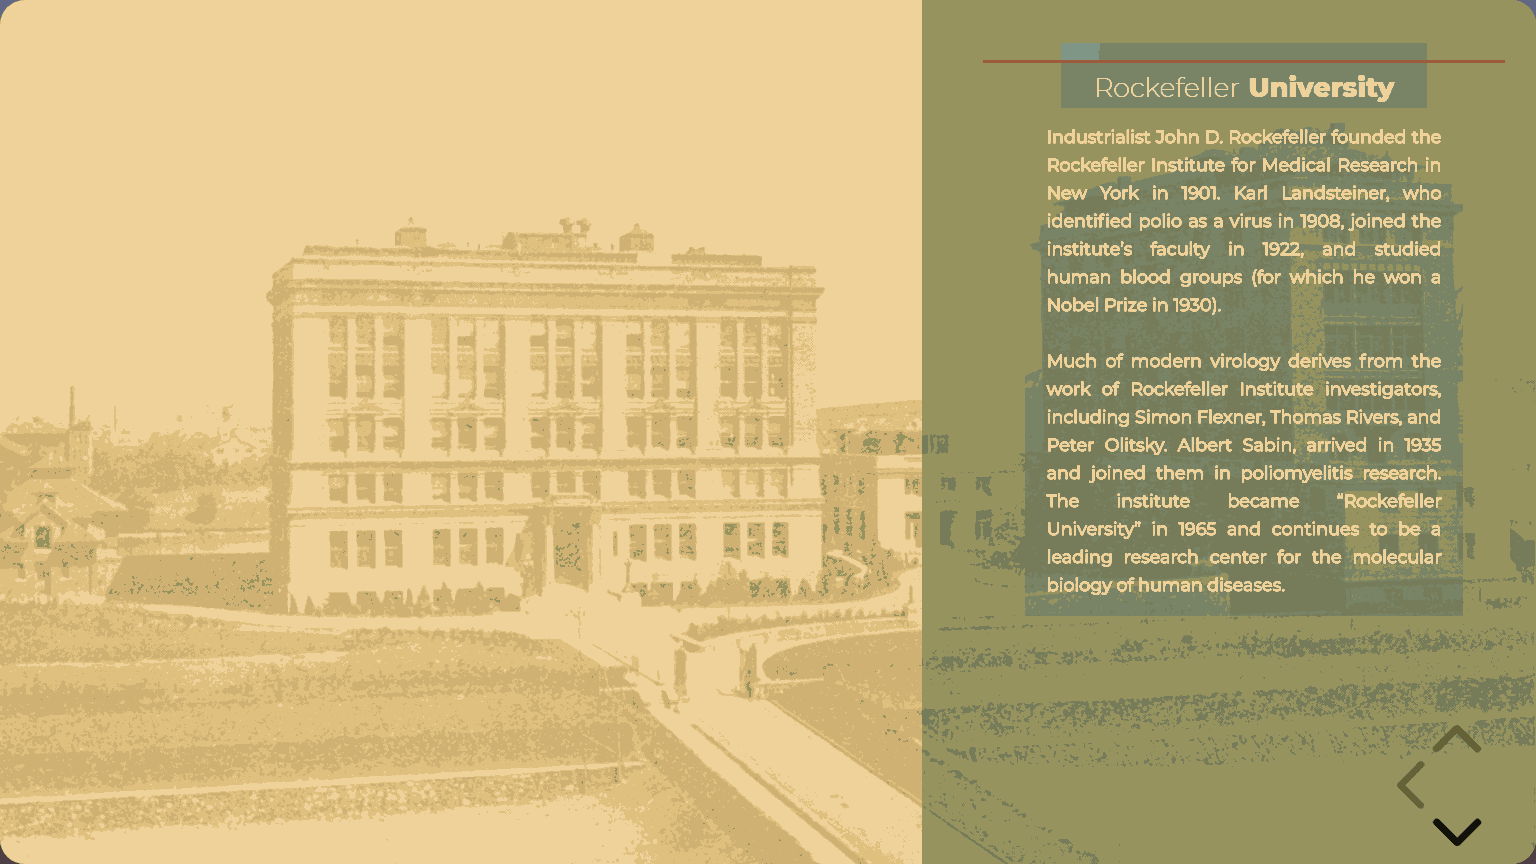 Rockefeller University
Industrialist John D. Rockefeller founded the
Rockefeller Institute for Medical Research in
New York in 1901. Karl Landsteiner, who
identified polio as a virus in 1908, joined the
institute's faculty in 1922, and studied
human blood groups (for which he won a
Nobel Prize in 1930).
Much of modern virology derives from the
work of Rockefeller Institute investigators,
including Simon Flexner, Thomas Rivers, and
Peter Olitsky. Albert Sabin, arrived in 1935
and joined them in poliomyelitis research.
The institute became “Rockefeller
University” in 1965 and continues to be a
leading research center for the molecular
biology of human diseases.